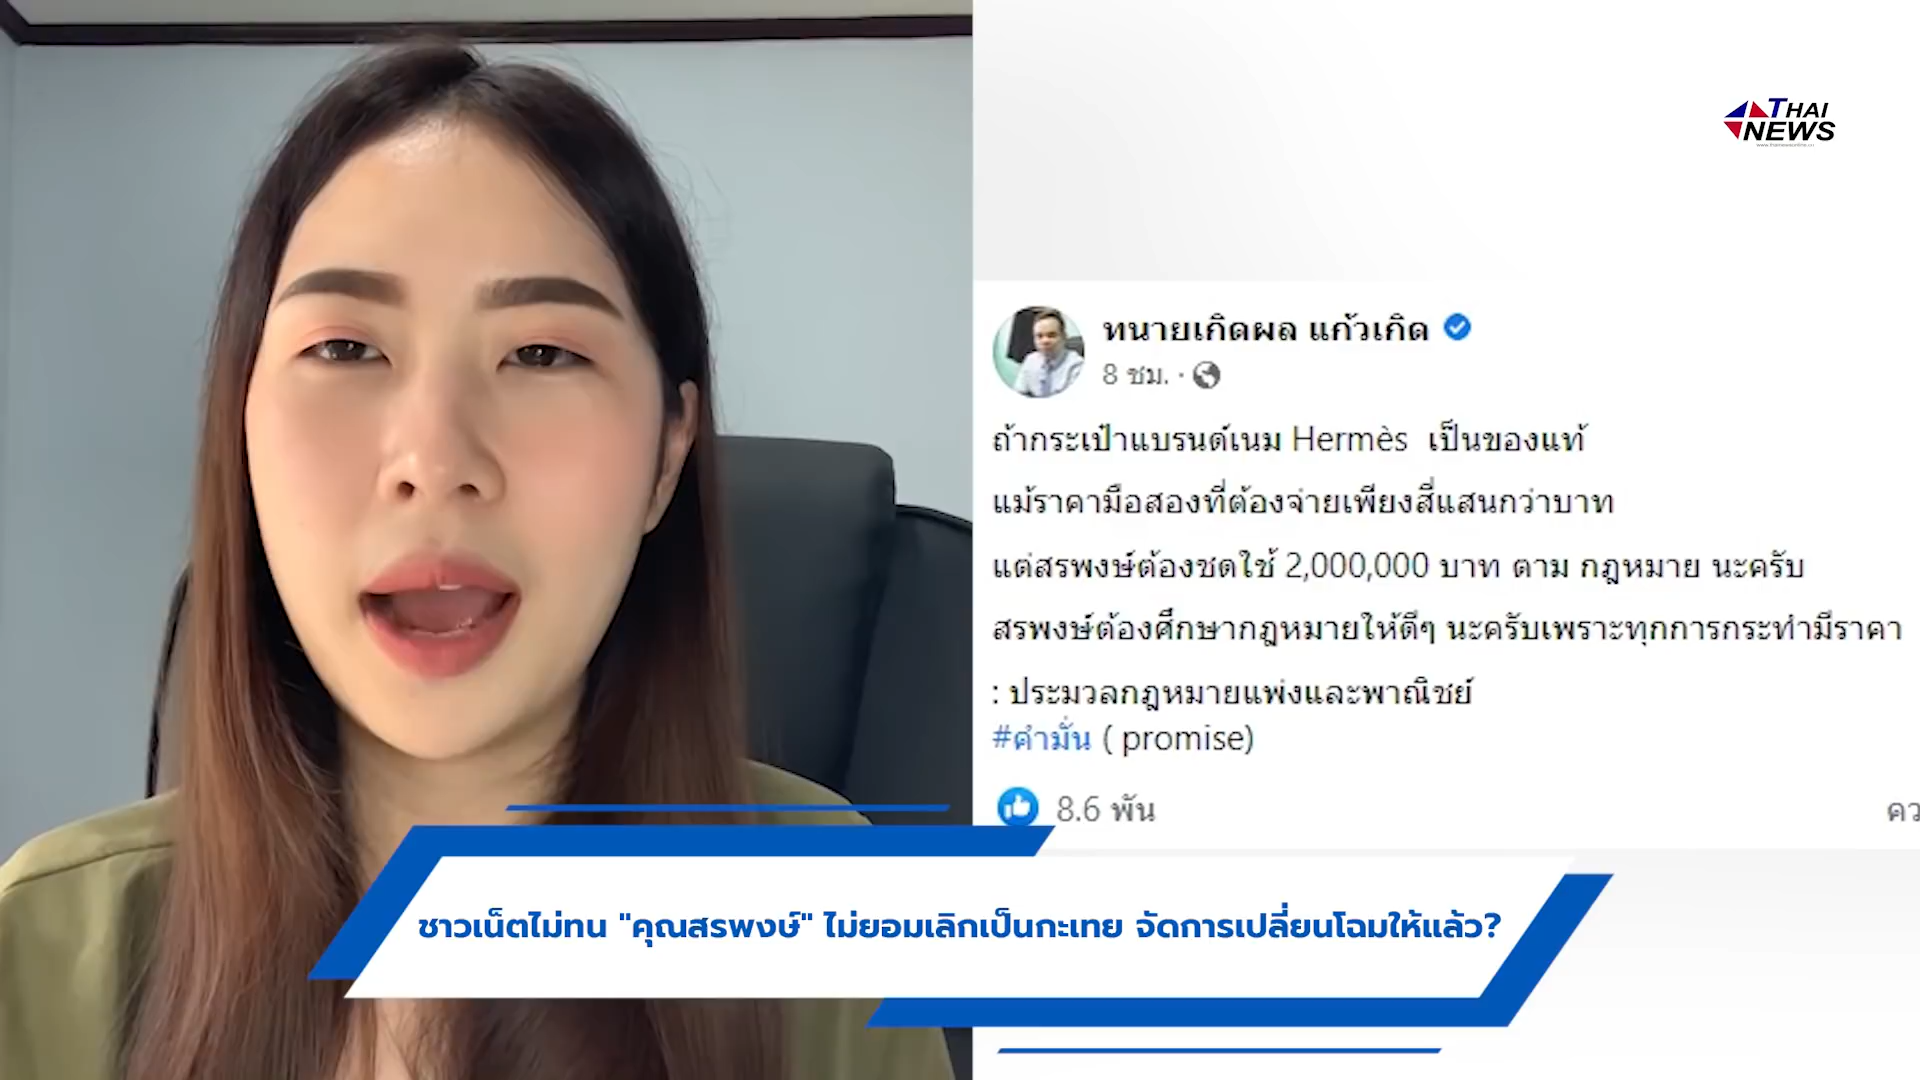 THAI
NEWS
ทนายเกิดผล แก้วเกิด
8 ชม. ·
ถ้ากระเป๋าแบรนด์เนม Hermès เป็นของแท้
แม้ราคามือสองที่ต้องจ่ายเพียงสี่แสนกว่าบาท
แต่สรพงษ์ต้องชดใช้ 2,000,000 บาท ตาม กฎหมาย นะครับ
สรพงษ์ต้องศึกษากฎหมายให้ดีๆ นะครับเพราะทุกการกระทำมีราคา
: ประมวลกฎหมายแพ่งและพาณิชย์
#คำมั่น ( promise)
8.6 พัน
ชาวเน็ตไม่ทน "คุณสรพงษ์" ไม่ยอมเลิกเป็นกะเทย จัดการเปลี่ยนโฉมให้แล้ว?